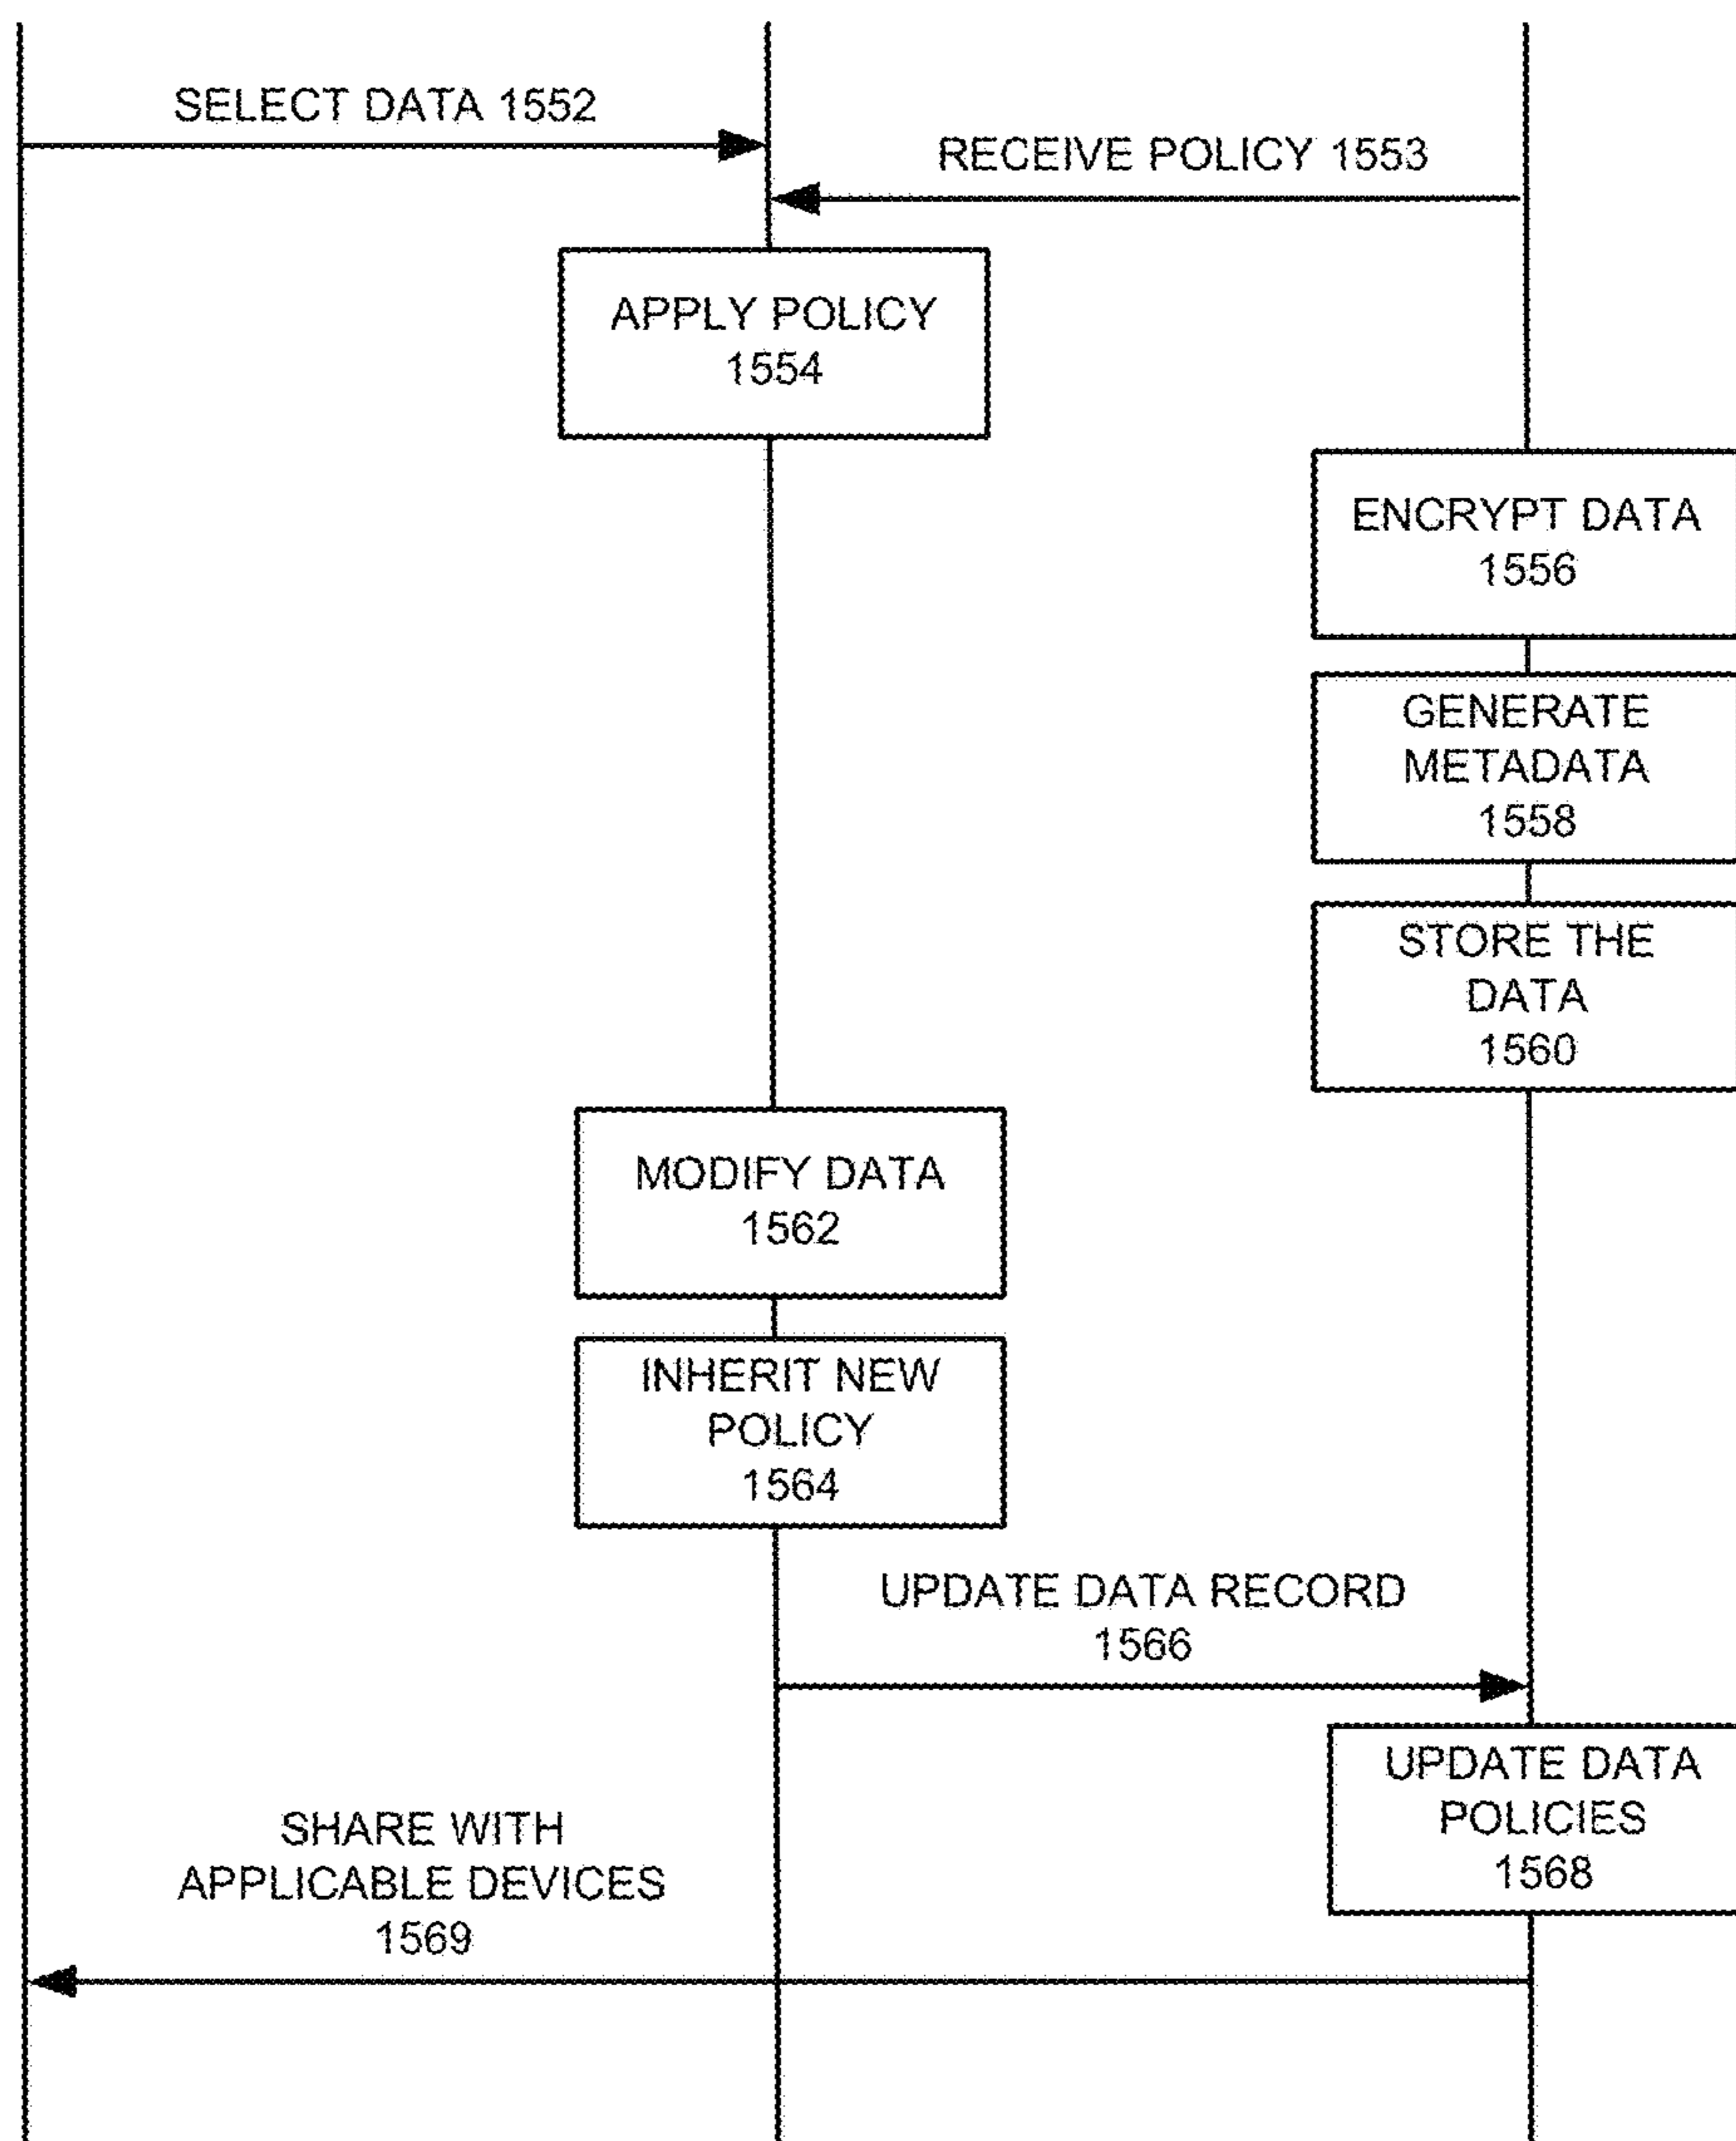 SELECT DATA 1552
RECEIVE POLICY 1553
APPLY POLICY
1554
ENCRYPT DATA
1556
GENERATE
METADATA
1558
STORE THE
DATA
1560
MODIFY DATA
1562
INHERIT NEW
POLICY
1564
UPDATE DATA RECORD
1566
UPDATE DATA
POLICIES
1568
SHARE WITH
APPLICABLE DEVICES
1569